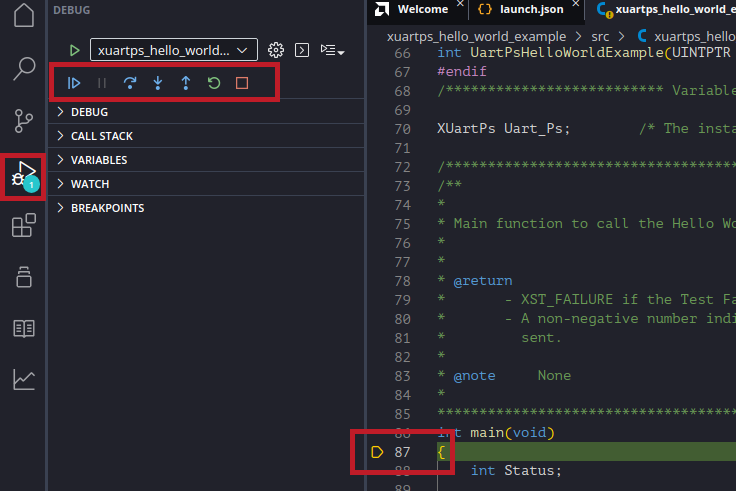 DEBUG
xuartps_hello_world...
DEBUG
CALL STACK
VARIABLES
WATCH
BREAKPOINTS
1
Welcome
launch.json
xuartps_hello_world_e
xuartps_hello_world_example > src > C xuartps_hello
66 int UartPsHelloWorldExample(UINTPTR
67 #endif
68 /************************** Variable
69
70 XUartPs Uart_Ps; /* The insta
71
72 /************************************
73 /**
74 *
75 * Main function to call the Hello Wo
76 *
77 *
78 * @return
79 * - XST_FAILURE if the Test Fa
80 * - A non-negative number indi
81 * sent.
82 *
83 * @note None
84 *
85 ************************************
86 int main(void)
87 {
88 int Status;
89